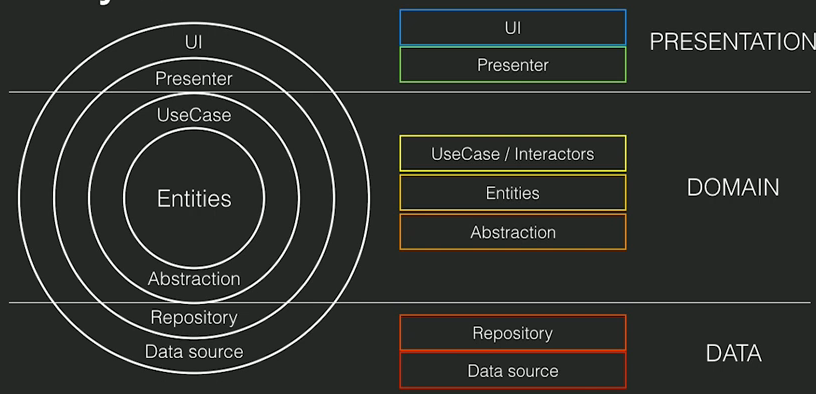 UI
Presenter
UseCase
Entities
Abstraction
Repository
Data source
UI
Presenter
PRESENTATION
UseCase / Interactors
Entities
Abstraction
DOMAIN
Repository
Data source
DATA